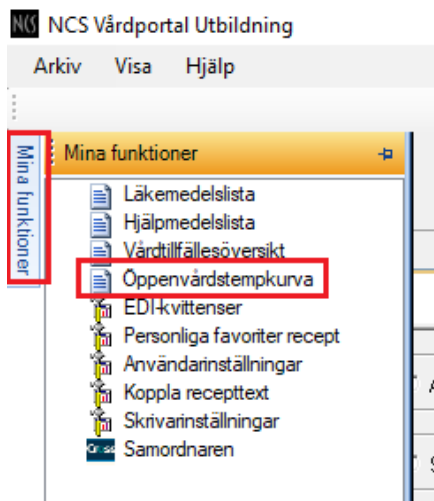 NCS NCS Vårdportal Utbildning
Arkiv Visa Hjälp
Mina funktioner
Mina funktioner
Läkemedelslista
Hjälpmedelslista
Vårdtillfällesöversikt
Öppenvårdstempkurva
EDI-kvittenser
Personliga favoriter recept
Användarinställningar
Koppla recepttext
Skrivarinställningar
Samordnaren